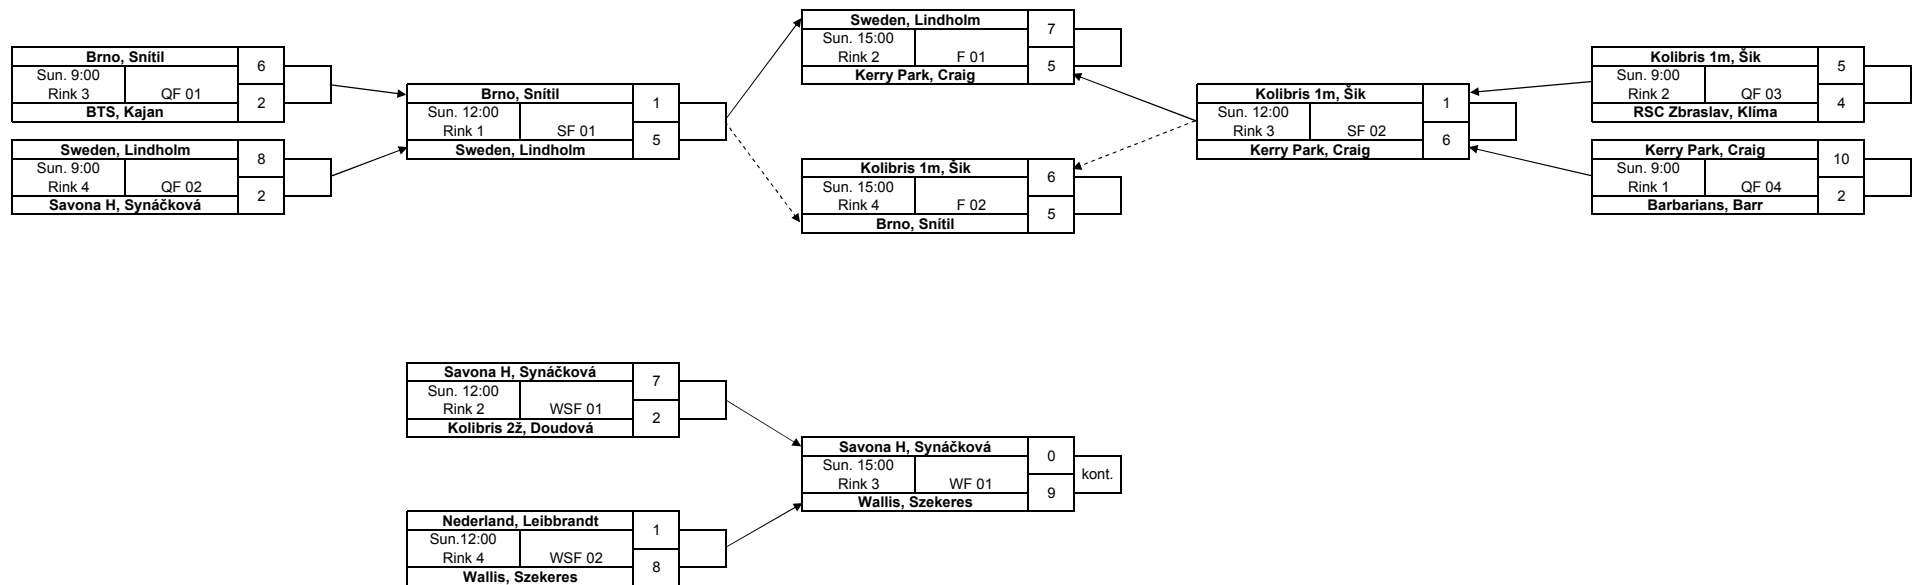 Brno, Snítil
6
Sun. 9:00
Rink 3
QF 01
2
BTS, Kajan
Sweden, Lindholm
8
Sun. 9:00
Rink 4
QF 02
2
Savona H, Synáčková
Brno, Snítil
1
Sun. 12:00
Rink 1
SF 01
5
Sweden, Lindholm
Sweden, Lindholm
7
Sun. 15:00
Rink 2
F 01
5
Kerry Park, Craig
Kolibris 1m, Šik
6
Sun. 15:00
Rink 4
F 02
5
Brno, Snítil
Kolibris 1m, Šik
1
Sun. 12:00
Rink 3
SF 02
6
Kerry Park, Craig
Kolibris 1m, Šik
5
Sun. 9:00
Rink 2
QF 03
4
RSC Zbraslav, Klíma
Kerry Park, Craig
10
Sun. 9:00
Rink 1
QF 04
2
Barbarians, Barr
Savona H, Synáčková
7
Sun. 12:00
Rink 2
WSF 01
2
Kolibris 2ž, Doudová
Nederland, Leibbrandt
1
Sun.12:00
Rink 4
WSF 02
8
Wallis, Szekeres
Savona H, Synáčková
0
Sun. 15:00
Rink 3
WF 01
kont.
9
Wallis, Szekeres